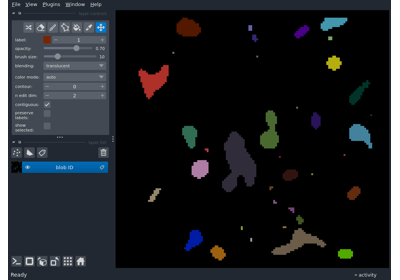 File View Plugins Window Help
label: 1
opacity: 0.70
brush size: 10
blending: translucent
color mode: auto
contour: 0
n edit dim: 2
contiguous:
preserve labels:
show selected:
blob ID
activity